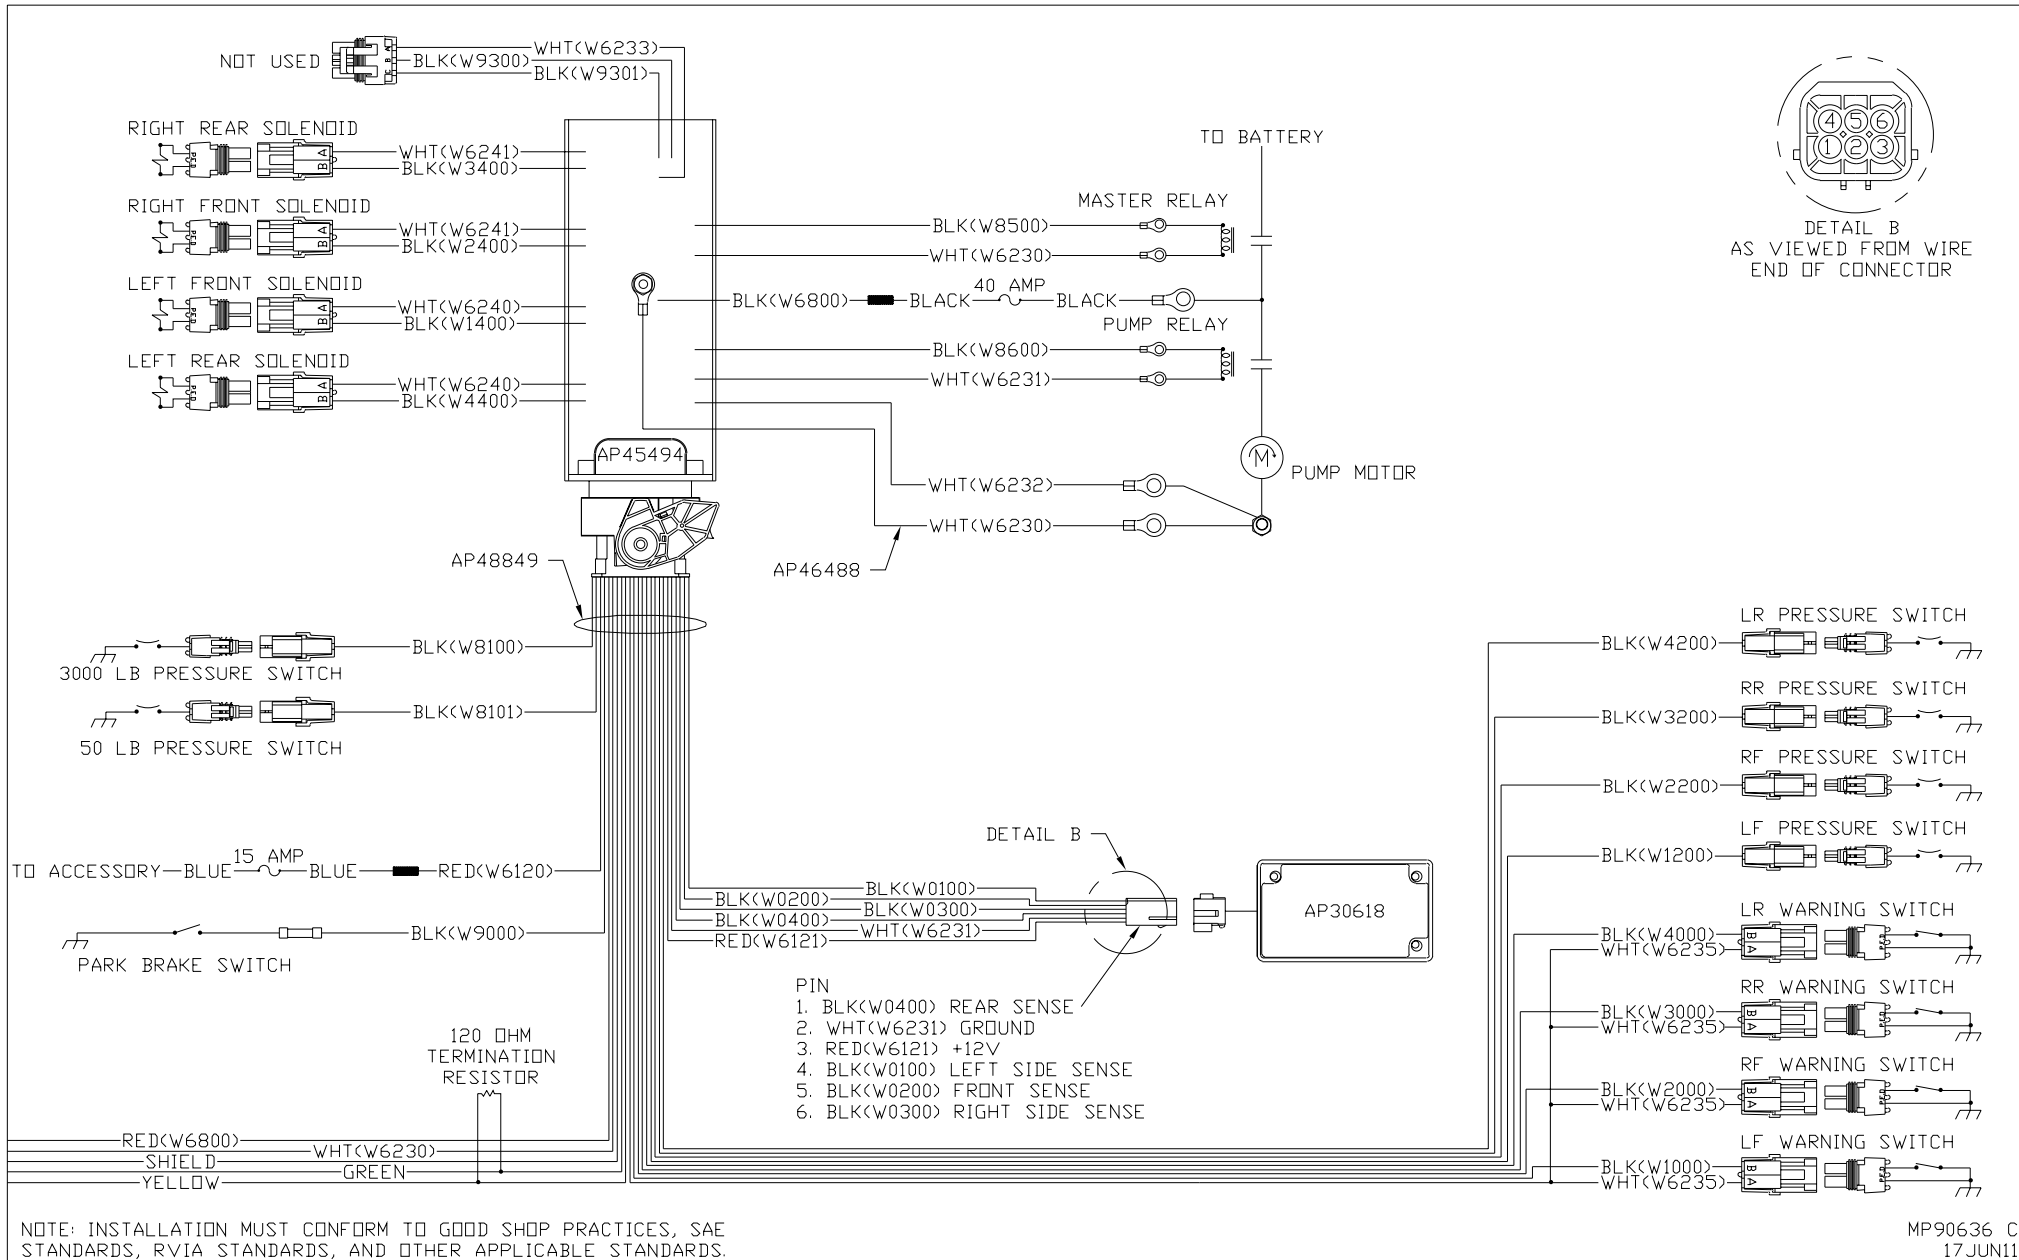 NOT USED
WHT(W6233)
BLK(W9300)
BLK(W9301)
A
B
C
RIGHT REAR SOLENOID
WHT(W6241)
BLK(W3400)
A
B
RIGHT FRONT SOLENOID
WHT(W6241)
BLK(W2400)
A
B
LEFT FRONT SOLENOID
WHT(W6240)
BLK(W1400)
A
B
LEFT REAR SOLENOID
WHT(W6240)
BLK(W4400)
A
B
AP45494
TO BATTERY
MASTER RELAY
BLK(W8500)
WHT(W6230)
40 AMP
BLK(W6800)
BLACK
BLACK
PUMP RELAY
BLK(W8600)
WHT(W6231)
M
PUMP MOTOR
WHT(W6232)
WHT(W6230)
AP46488
AP48849
4 5 6
1 2 3
DETAIL B
AS VIEWED FROM WIRE
END OF CONNECTOR
BLK(W8100)
3000 LB PRESSURE SWITCH
BLK(W8101)
50 LB PRESSURE SWITCH
TO ACCESSORY
BLUE
15 AMP
BLUE
RED(W6120)
BLK(W9000)
PARK BRAKE SWITCH
120 OHM
TERMINATION
RESISTOR
RED(W6800)
WHT(W6230)
SHIELD
GREEN
YELLOW
DETAIL B
BLK(W0100)
BLK(W0200)
BLK(W0300)
BLK(W0400)
WHT(W6231)
RED(W6121)
AP30618
PIN
1. BLK(W0400) REAR SENSE
2. WHT(W6231) GROUND
3. RED(W6121) +12V
4. BLK(W0100) LEFT SIDE SENSE
5. BLK(W0200) FRONT SENSE
6. BLK(W0300) RIGHT SIDE SENSE
LR PRESSURE SWITCH
BLK(W4200)
RR PRESSURE SWITCH
BLK(W3200)
RF PRESSURE SWITCH
BLK(W2200)
LF PRESSURE SWITCH
BLK(W1200)
LR WARNING SWITCH
BLK(W4000)
WHT(W6235)
B
A
RR WARNING SWITCH
BLK(W3000)
WHT(W6235)
B
A
RF WARNING SWITCH
BLK(W2000)
WHT(W6235)
B
A
LF WARNING SWITCH
BLK(W1000)
WHT(W6235)
B
A
NOTE: INSTALLATION MUST CONFORM TO GOOD SHOP PRACTICES, SAE
STANDARDS, RVIA STANDARDS, AND OTHER APPLICABLE STANDARDS.
MP90636 C
17JUN11